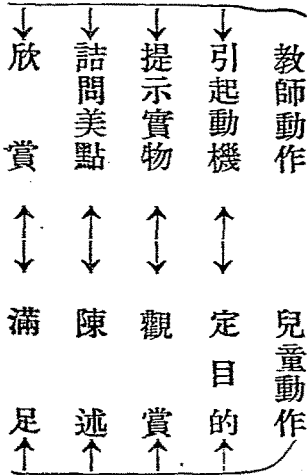 教師動作 兒童動作
引起動機 定目的
提示實物 觀賞
詰問美點 陳述
欣賞 滿足